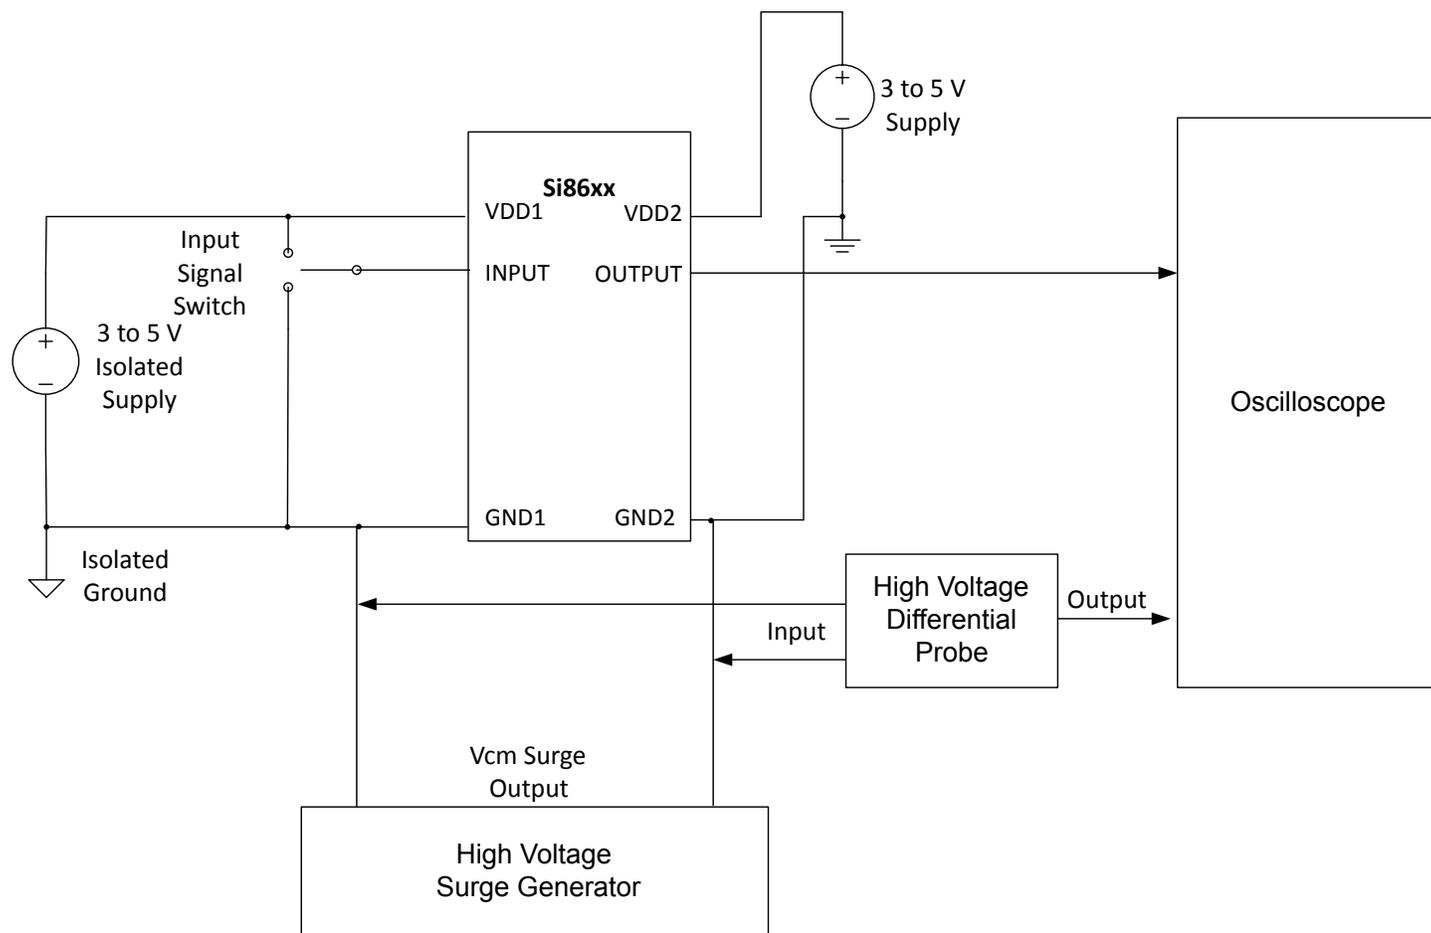 3 to 5 V
Supply
Si86xx
VDD1
VDD2
Input
Signal
Switch
INPUT
OUTPUT
3 to 5 V
Isolated
Supply
Oscilloscope
GND1
GND2
Isolated
Ground
High Voltage
Differential
Probe
Output
Input
Vcm Surge
Output
High Voltage
Surge Generator